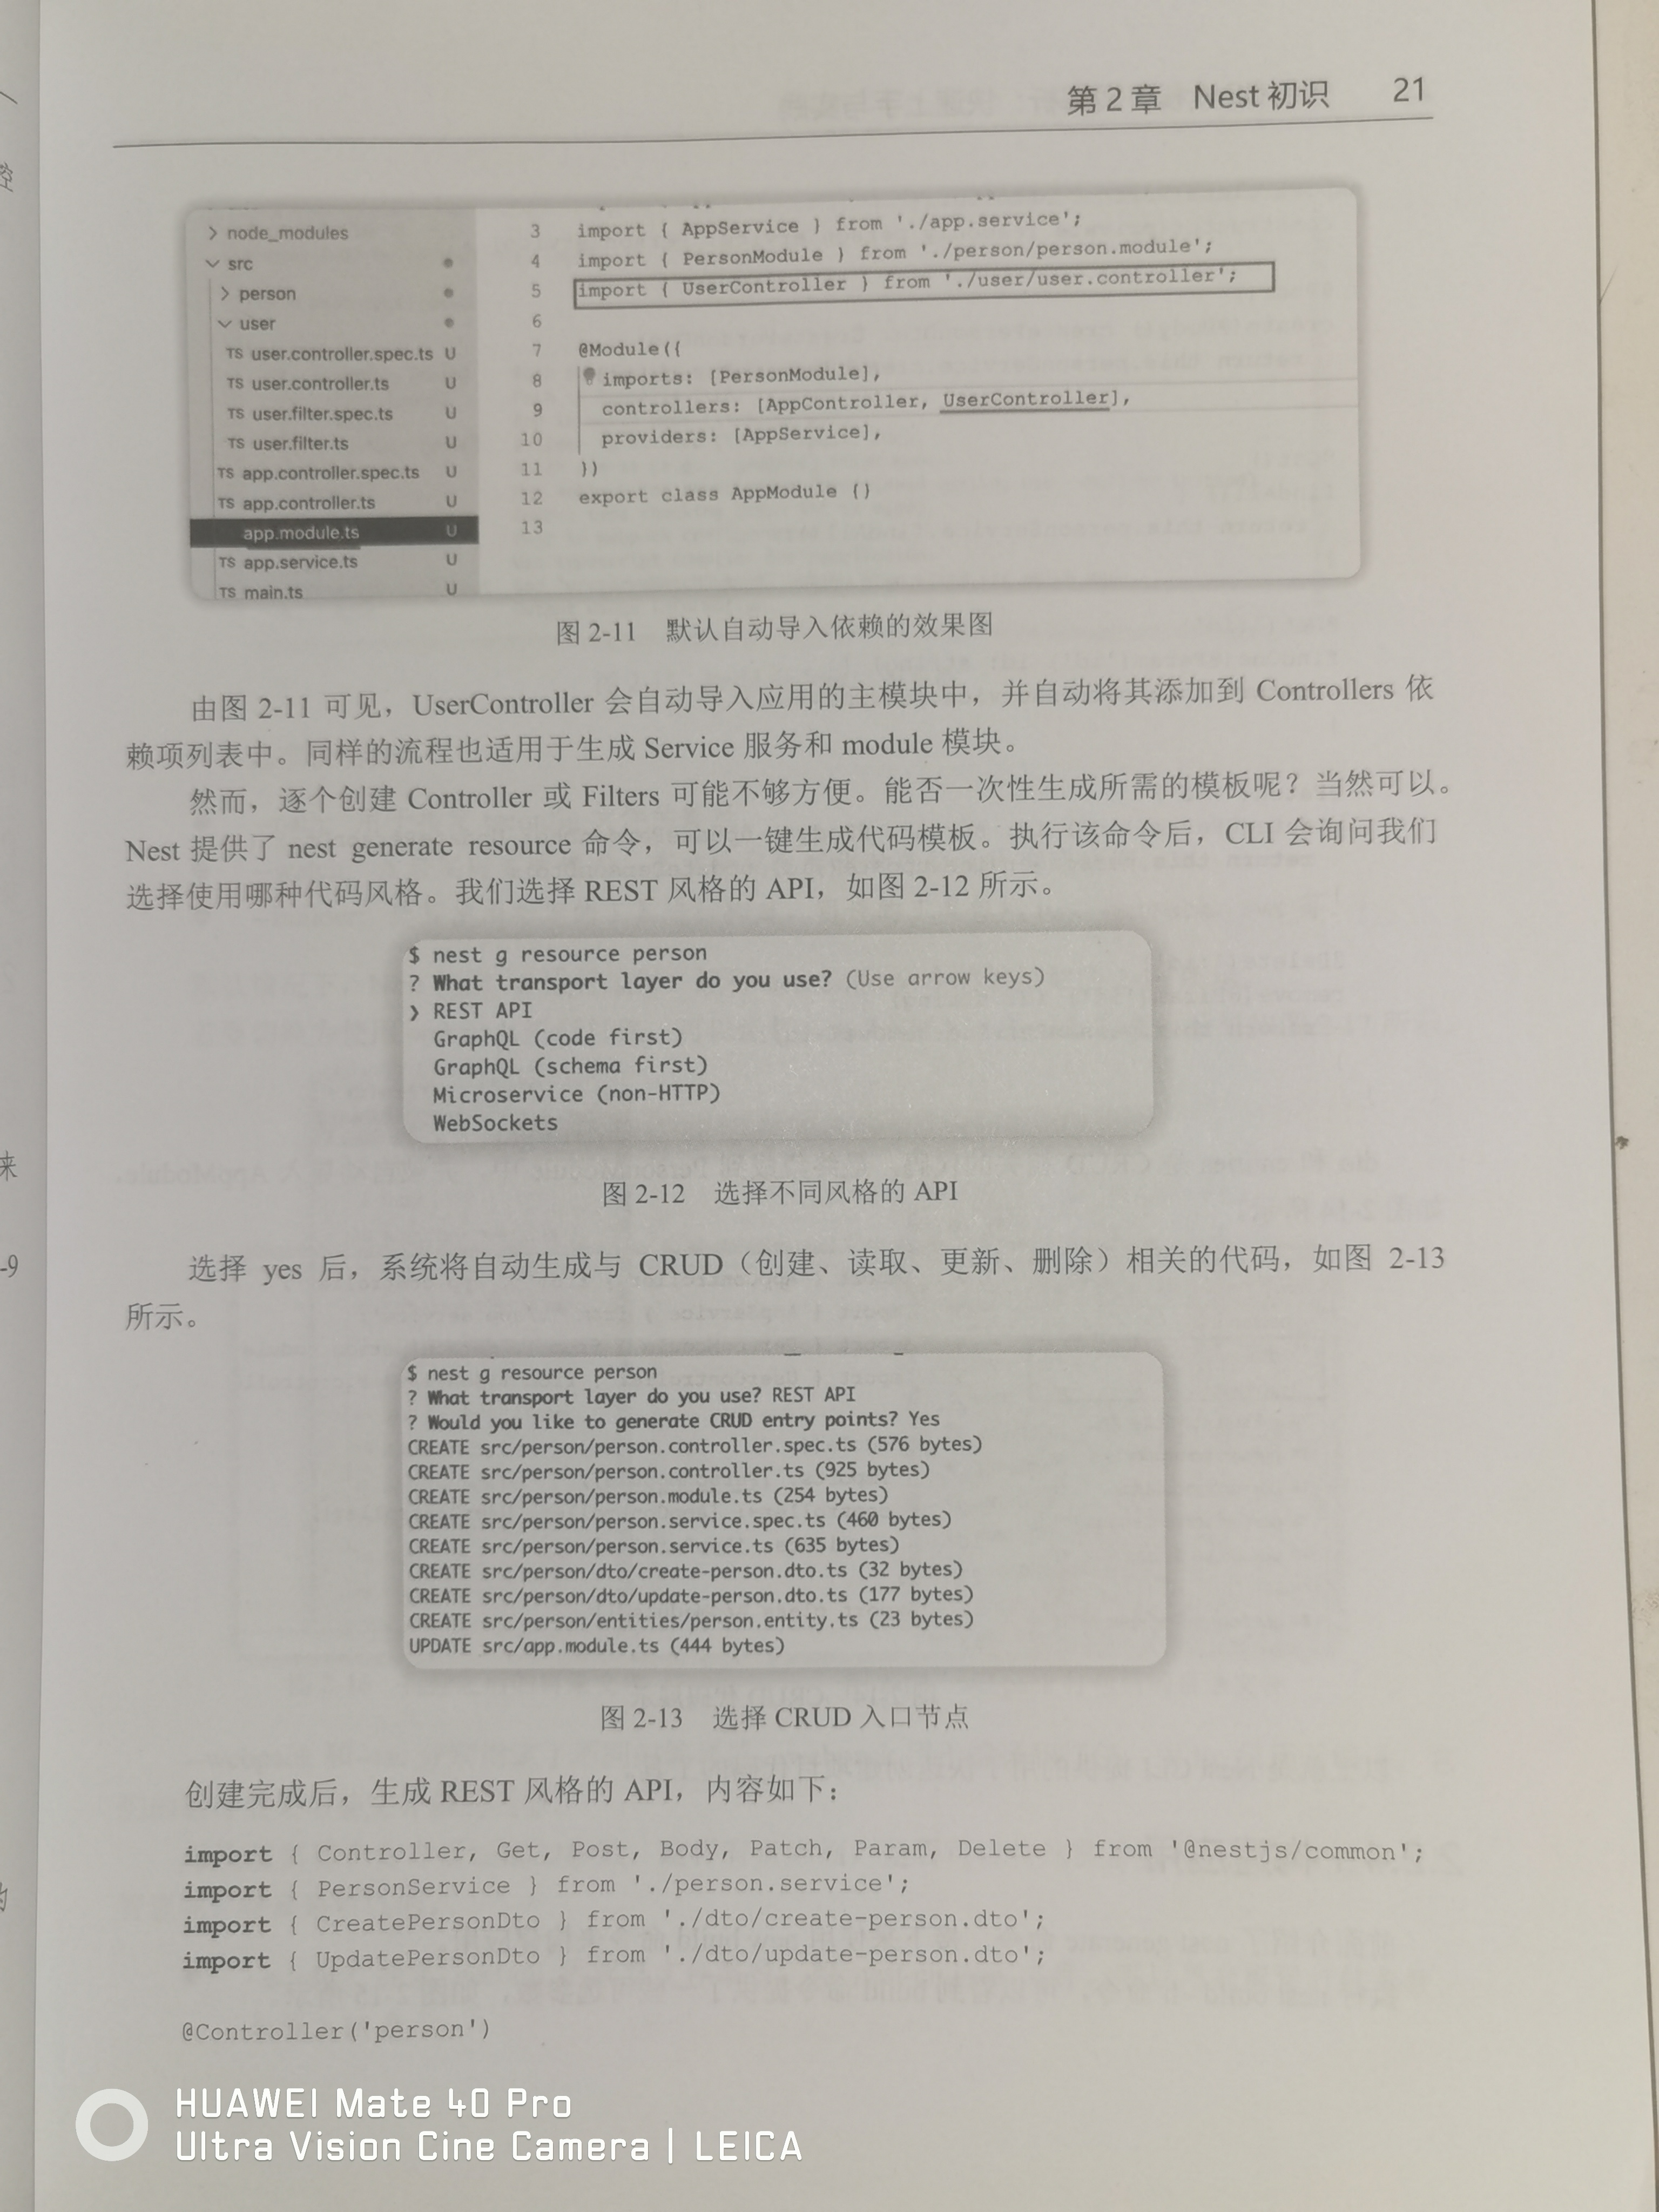 第 2 章 Nest 初识 21
node_modules
src
person
user
TS user.controller.spec.ts U
TS user.controller.ts U
TS user.filter.spec.ts U
TS user.filter.ts U
TS app.controller.spec.ts U
TS app.controller.ts U
app.module.ts U
TS app.service.ts U
TS main.ts U
3 import { AppService } from './app.service';
4 import { PersonModule } from './person/person.module';
5 import { UserController } from './user/user.controller';
6
7 @Module({
8 imports: [PersonModule],
9 controllers: [AppController, UserController],
10 providers: [AppService],
11 })
12 export class AppModule {}
13
图 2-11 默认自动导入依赖的效果图
由图 2-11 可见，UserController 会自动导入应用的主模块中，并自动将其添加到 Controllers 依
赖项列表中。同样的流程也适用于生成 Service 服务和 module 模块。
然而，逐个创建 Controller 或 Filters 可能不够方便。能否一次性生成所需的模板呢？当然可以。
Nest 提供了 nest generate resource 命令，可以一键生成代码模板。执行该命令后，CLI 会询问我们
选择使用哪种代码风格。我们选择 REST 风格的 API，如图 2-12 所示。
$ nest g resource person
? What transport layer do you use? (Use arrow keys)
❯ REST API
GraphQL (code first)
GraphQL (schema first)
Microservice (non-HTTP)
WebSockets
图 2-12 选择不同风格的 API
选择 yes 后，系统将自动生成与 CRUD（创建、读取、更新、删除）相关的代码，如图 2-13
所示。
$ nest g resource person
? What transport layer do you use? REST API
? Would you like to generate CRUD entry points? Yes
CREATE src/person/person.controller.spec.ts (576 bytes)
CREATE src/person/person.controller.ts (925 bytes)
CREATE src/person/person.module.ts (254 bytes)
CREATE src/person/person.service.spec.ts (460 bytes)
CREATE src/person/person.service.ts (635 bytes)
CREATE src/person/dto/create-person.dto.ts (32 bytes)
CREATE src/person/dto/update-person.dto.ts (177 bytes)
CREATE src/person/entities/person.entity.ts (23 bytes)
UPDATE src/app.module.ts (444 bytes)
图 2-13 选择 CRUD 入口节点
创建完成后，生成 REST 风格的 API，内容如下：
import { Controller, Get, Post, Body, Patch, Param, Delete } from '@nestjs/common';
import { PersonService } from './person.service';
import { CreatePersonDto } from './dto/create-person.dto';
import { UpdatePersonDto } from './dto/update-person.dto';
@Controller('person')
HUAWEI Mate 40 Pro
Ultra Vision Cine Camera | LEICA